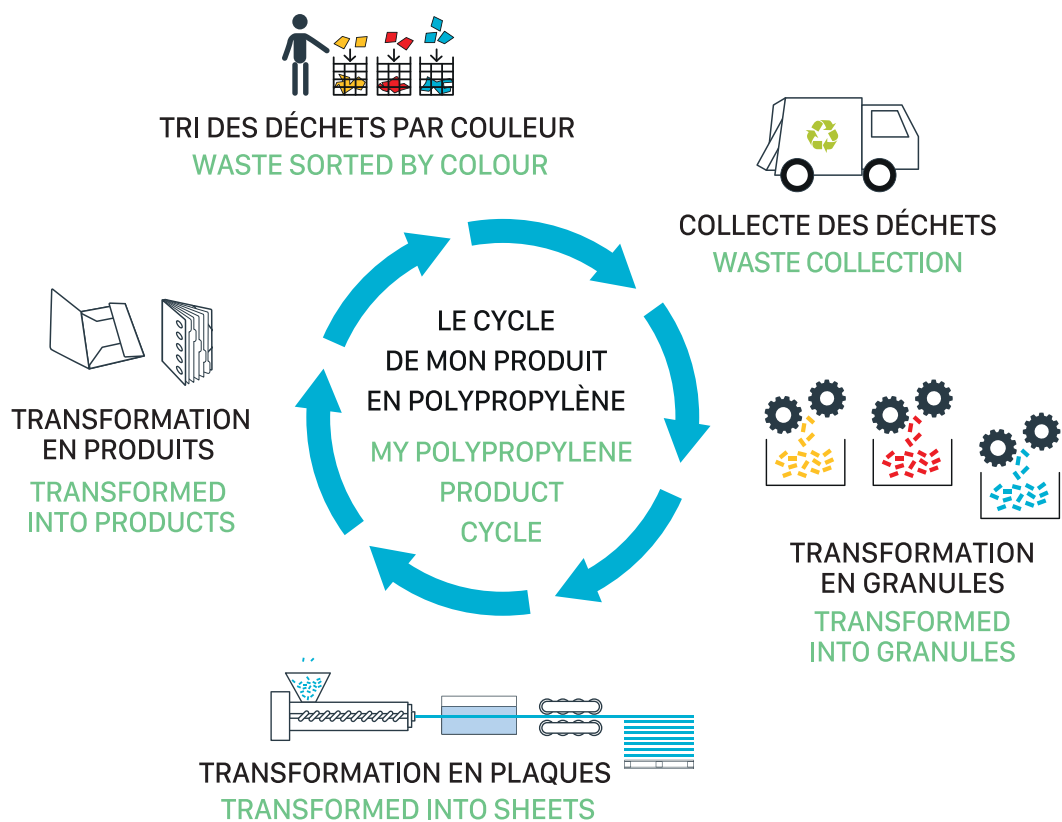 TRI DES DÉCHETS PAR COULEUR
WASTE SORTED BY COLOUR
COLLECTE DES DÉCHETS
WASTE COLLECTION
LE CYCLE
DE MON PRODUIT
EN POLYPROPYLÈNE
MY POLYPROPYLENE
PRODUCT
CYCLE
TRANSFORMATION
EN PRODUITS
TRANSFORMED
INTO PRODUCTS
TRANSFORMATION
EN GRANULES
TRANSFORMED
INTO GRANULES
TRANSFORMATION EN PLAQUES
TRANSFORMED INTO SHEETS